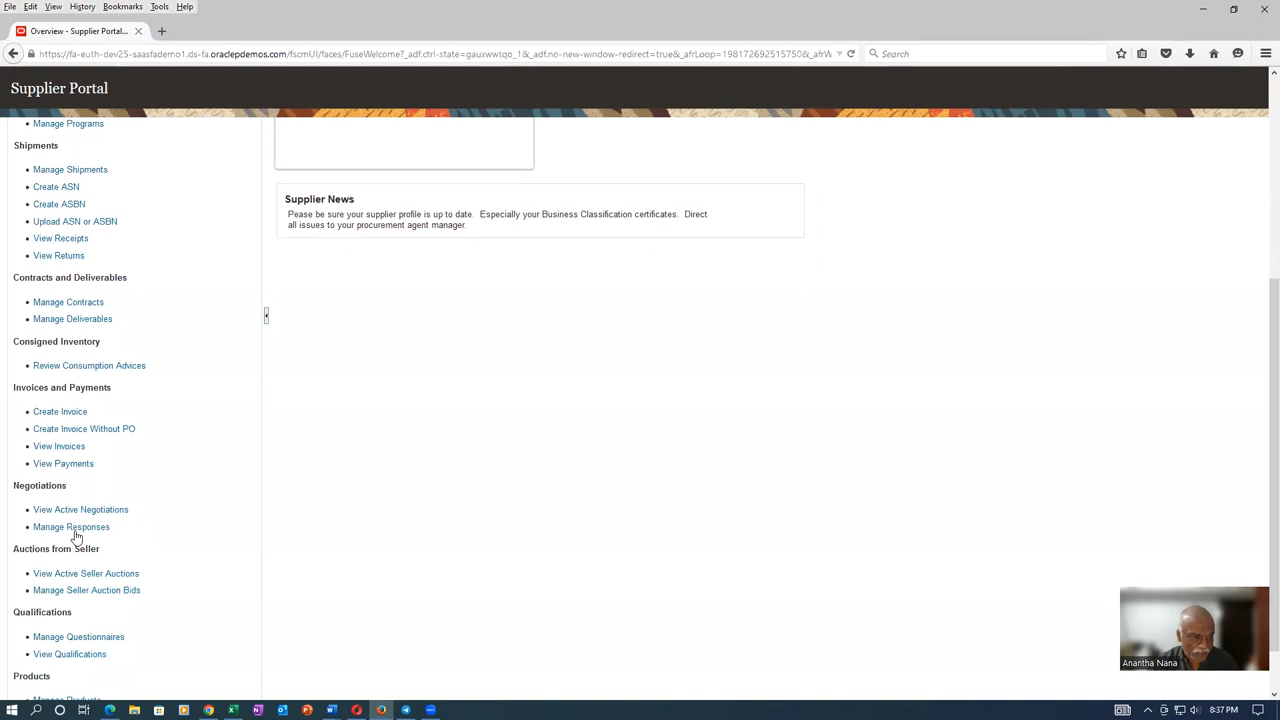 File Edit View History Bookmarks Tools Help
Overview - Supplier Portal...
https://fa-euth-dev25-saasfademo1.ds-fa.oraclepdemos.com/fscmUI/faces/FuseWelcome?_adf.ctrl-state=gauxwwtqo_1&_adf.no-new-window-redirect=true&_afrLoop=198172692515750&_afrW
Search
Supplier Portal
Manage Programs
Shipments
Manage Shipments
Create ASN
Create ASBN
Upload ASN or ASBN
View Receipts
View Returns
Contracts and Deliverables
Manage Contracts
Manage Deliverables
Consigned Inventory
Review Consumption Advices
Invoices and Payments
Create Invoice
Create Invoice Without PO
View Invoices
View Payments
Negotiations
View Active Negotiations
Manage Responses
Auctions from Seller
View Active Seller Auctions
Manage Seller Auction Bids
Qualifications
Manage Questionnaires
View Qualifications
Products
Manage Products
Supplier News
Pease be sure your supplier profile is up to date. Especially your Business Classification certificates. Direct
all issues to your procurement agent manager.
Anantha Nana
8:37 PM